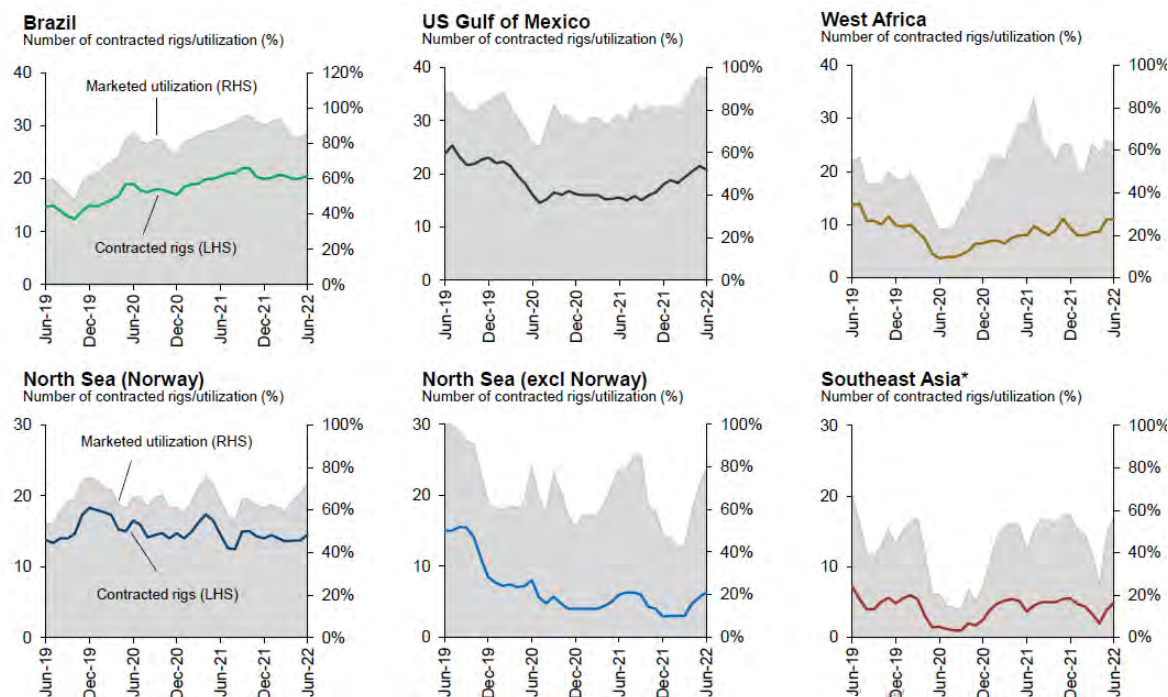 Brazil
Number of contracted rigs/utilization (%)
40
30
20
10
0
120%
100%
80%
60%
40%
20%
0%
Marketed utilization (RHS)
Contracted rigs (LHS)
Jun-19
Dec-19
Jun-20
Dec-20
Jun-21
Dec-21
Jun-22
US Gulf of Mexico
Number of contracted rigs/utilization (%)
40
30
20
10
0
100%
80%
60%
40%
20%
0%
Jun-19
Dec-19
Jun-20
Dec-20
Jun-21
Dec-21
Jun-22
West Africa
Number of contracted rigs/utilization (%)
40
30
20
10
0
100%
80%
60%
40%
20%
0%
Jun-19
Dec-19
Jun-20
Dec-20
Jun-21
Dec-21
Jun-22
North Sea (Norway)
Number of contracted rigs/utilization (%)
30
20
10
0
100%
80%
60%
40%
20%
0%
Marketed utilization (RHS)
Contracted rigs (LHS)
Jun-19
Dec-19
Jun-20
Dec-20
Jun-21
Dec-21
Jun-22
North Sea (excl Norway)
Number of contracted rigs/utilization (%)
30
20
10
0
100%
80%
60%
40%
20%
0%
Jun-19
Dec-19
Jun-20
Dec-20
Jun-21
Dec-21
Jun-22
Southeast Asia*
Number of contracted rigs/utilization (%)
30
20
10
0
100%
80%
60%
40%
20%
0%
Jun-19
Dec-19
Jun-20
Dec-20
Jun-21
Dec-21
Jun-22